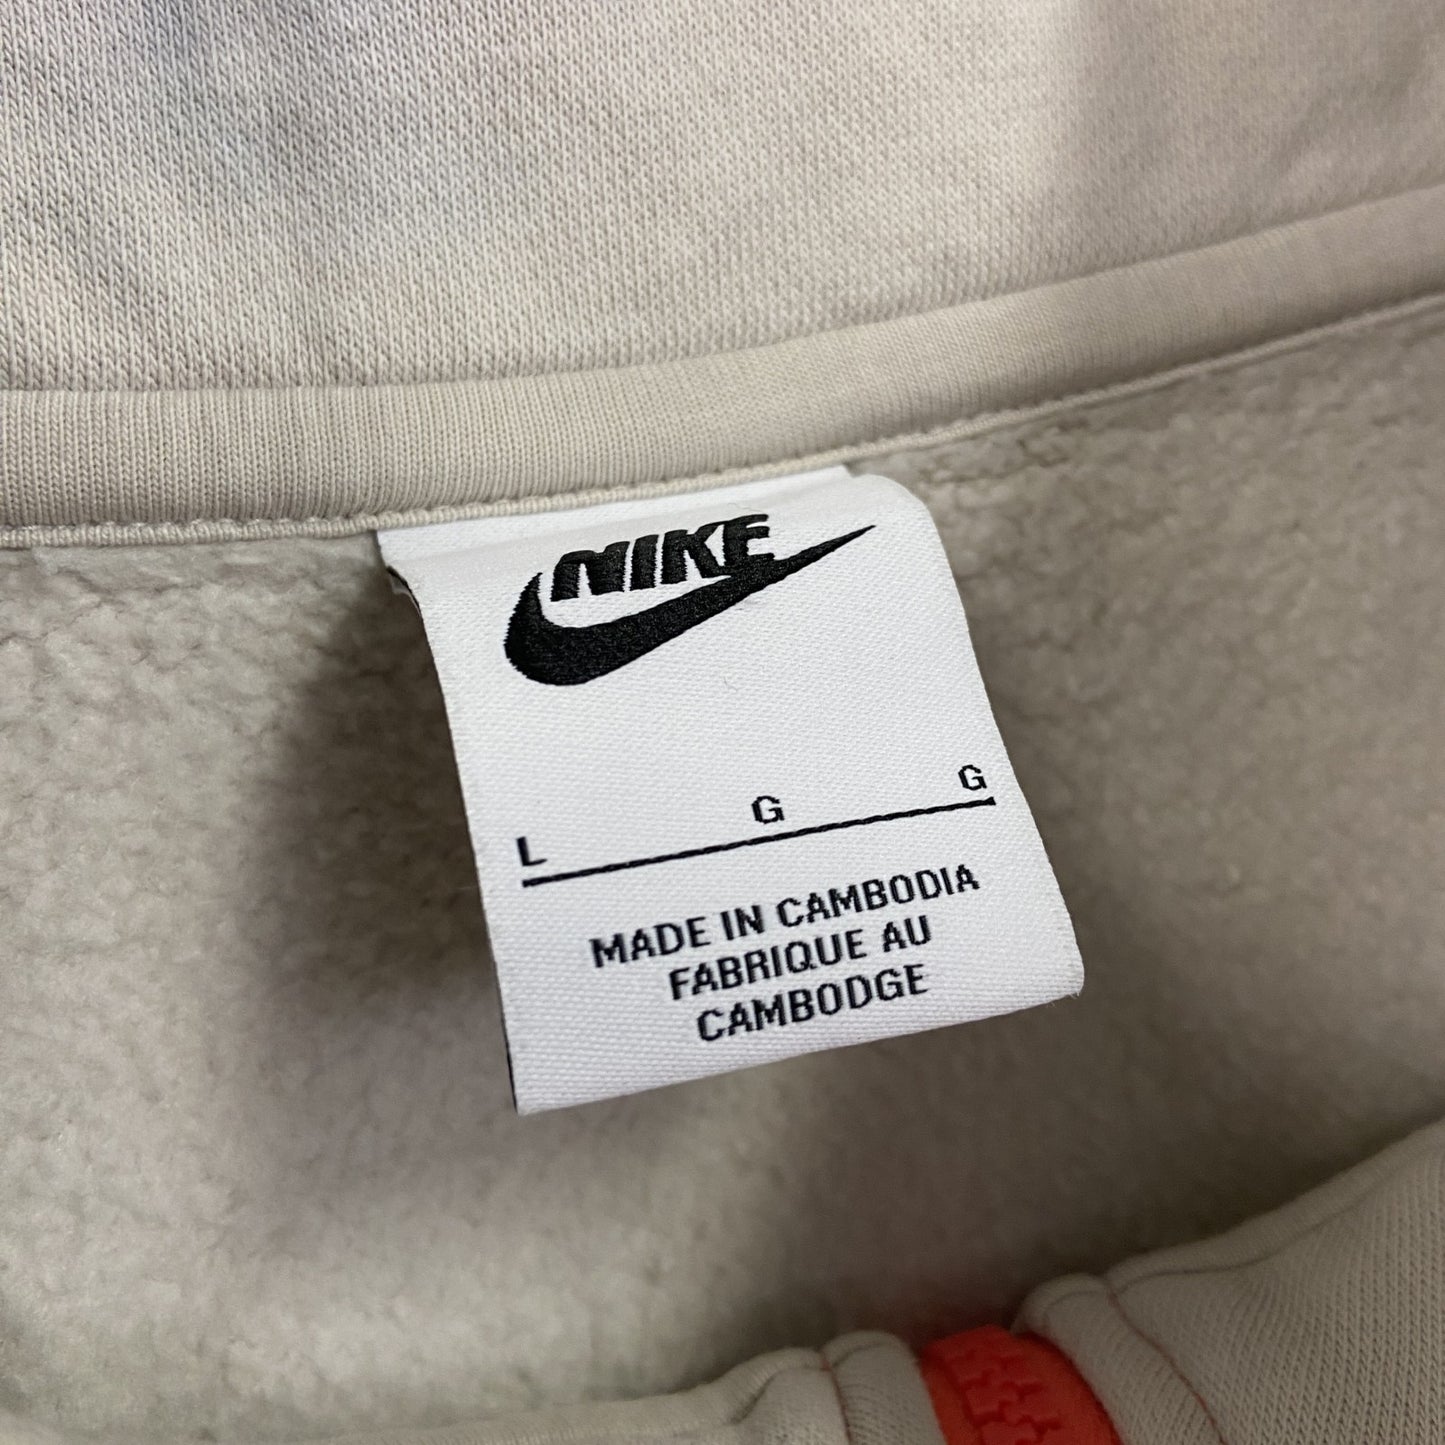 NIKE
L G G
MADE IN CAMBODIA
FABRIQUE AU
CAMBODGE